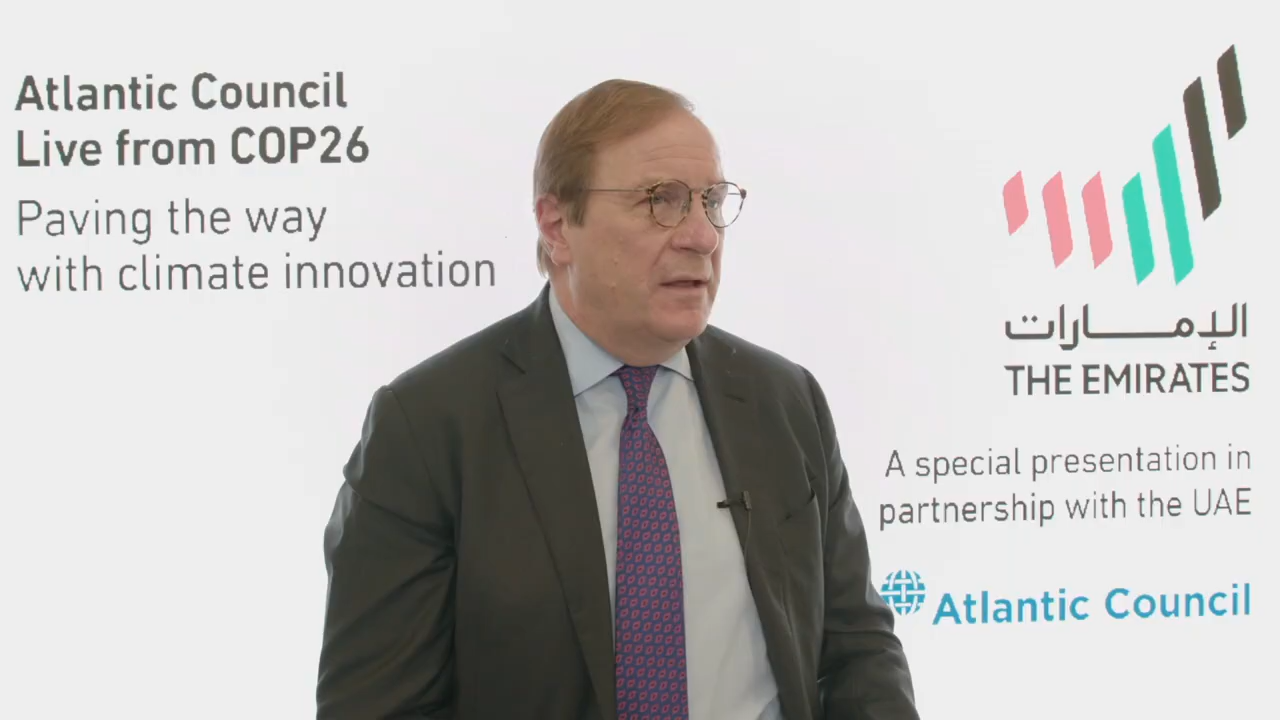 Atlantic Council
Live from COP26
Paving the way
with climate innovation
الإمارات
THE EMIRATES
A special presentation in
partnership with the UAE
Atlantic Council